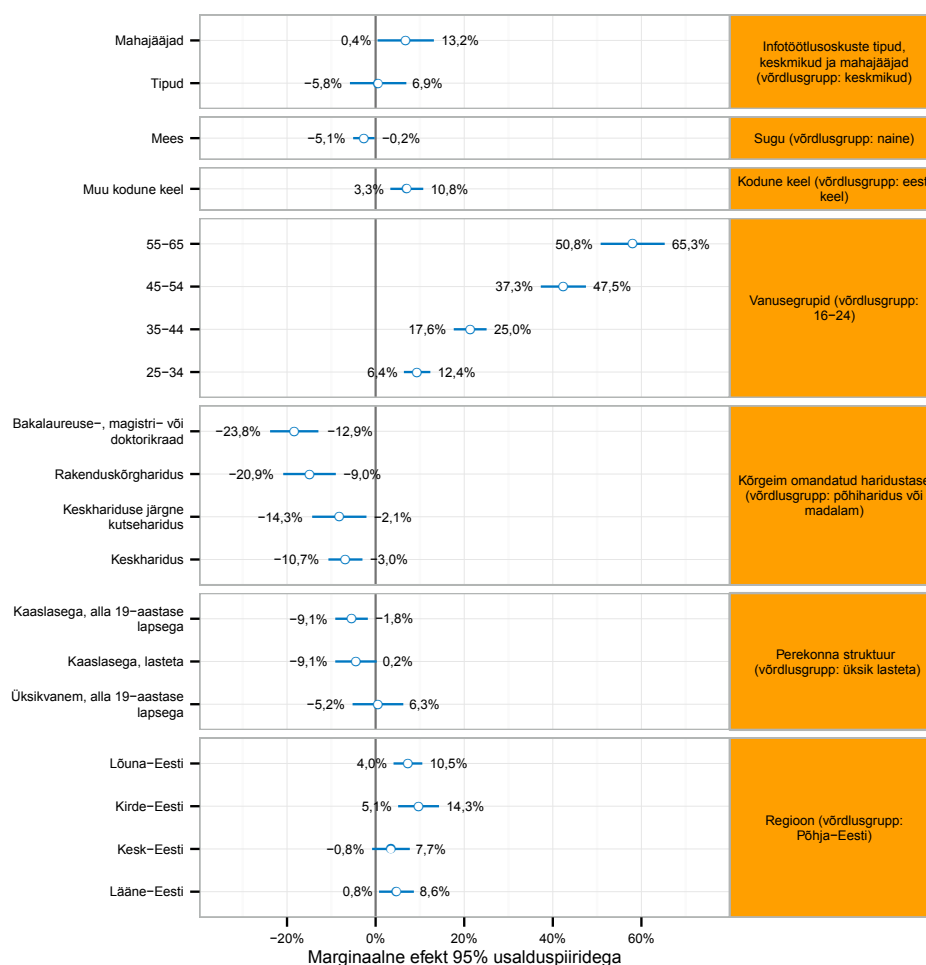 Mahajääjad
0,4%
13,2%
Tipud
−5,8%
6,9%
Infotöötlusoskuste tipud,
keskmikud ja mahajääjad
(võrdlusgrupp: keskmikud)
Mees
−5,1%
−0,2%
Sugu (võrdlusgrupp: naine)
Muu kodune keel
3,3%
10,8%
Kodune keel (võrdlusgrupp: eesti
keel)
55−65
50,8%
65,3%
45−54
37,3%
47,5%
35−44
17,6%
25,0%
25−34
6,4%
12,4%
Vanusegrupid (võrdlusgrupp:
16−24)
Bakalaureuse−, magistri− või
doktorikraad
−23,8%
−12,9%
Rakenduskõrgharidus
−20,9%
−9,0%
Keskhariduse järgne
kutseharidus
−14,3%
−2,1%
Keskharidus
−10,7%
−3,0%
Kõrgeim omandatud haridustase
(võrdlusgrupp: põhiharidus või
madalam)
Kaaslasega, alla 19−aastase
lapsega
−9,1%
−1,8%
Kaaslasega, lasteta
−9,1%
0,2%
Üksikvanem, alla 19−aastase
lapsega
−5,2%
6,3%
Perekonna struktuur
(võrdlusgrupp: üksik lasteta)
Lõuna−Eesti
4,0%
10,5%
Kirde−Eesti
5,1%
14,3%
Kesk−Eesti
−0,8%
7,7%
Lääne−Eesti
0,8%
8,6%
Regioon (võrdlusgrupp:
Põhja−Eesti)
−20%
0%
20%
40%
60%
Marginaalne efekt 95% usalduspiiridega